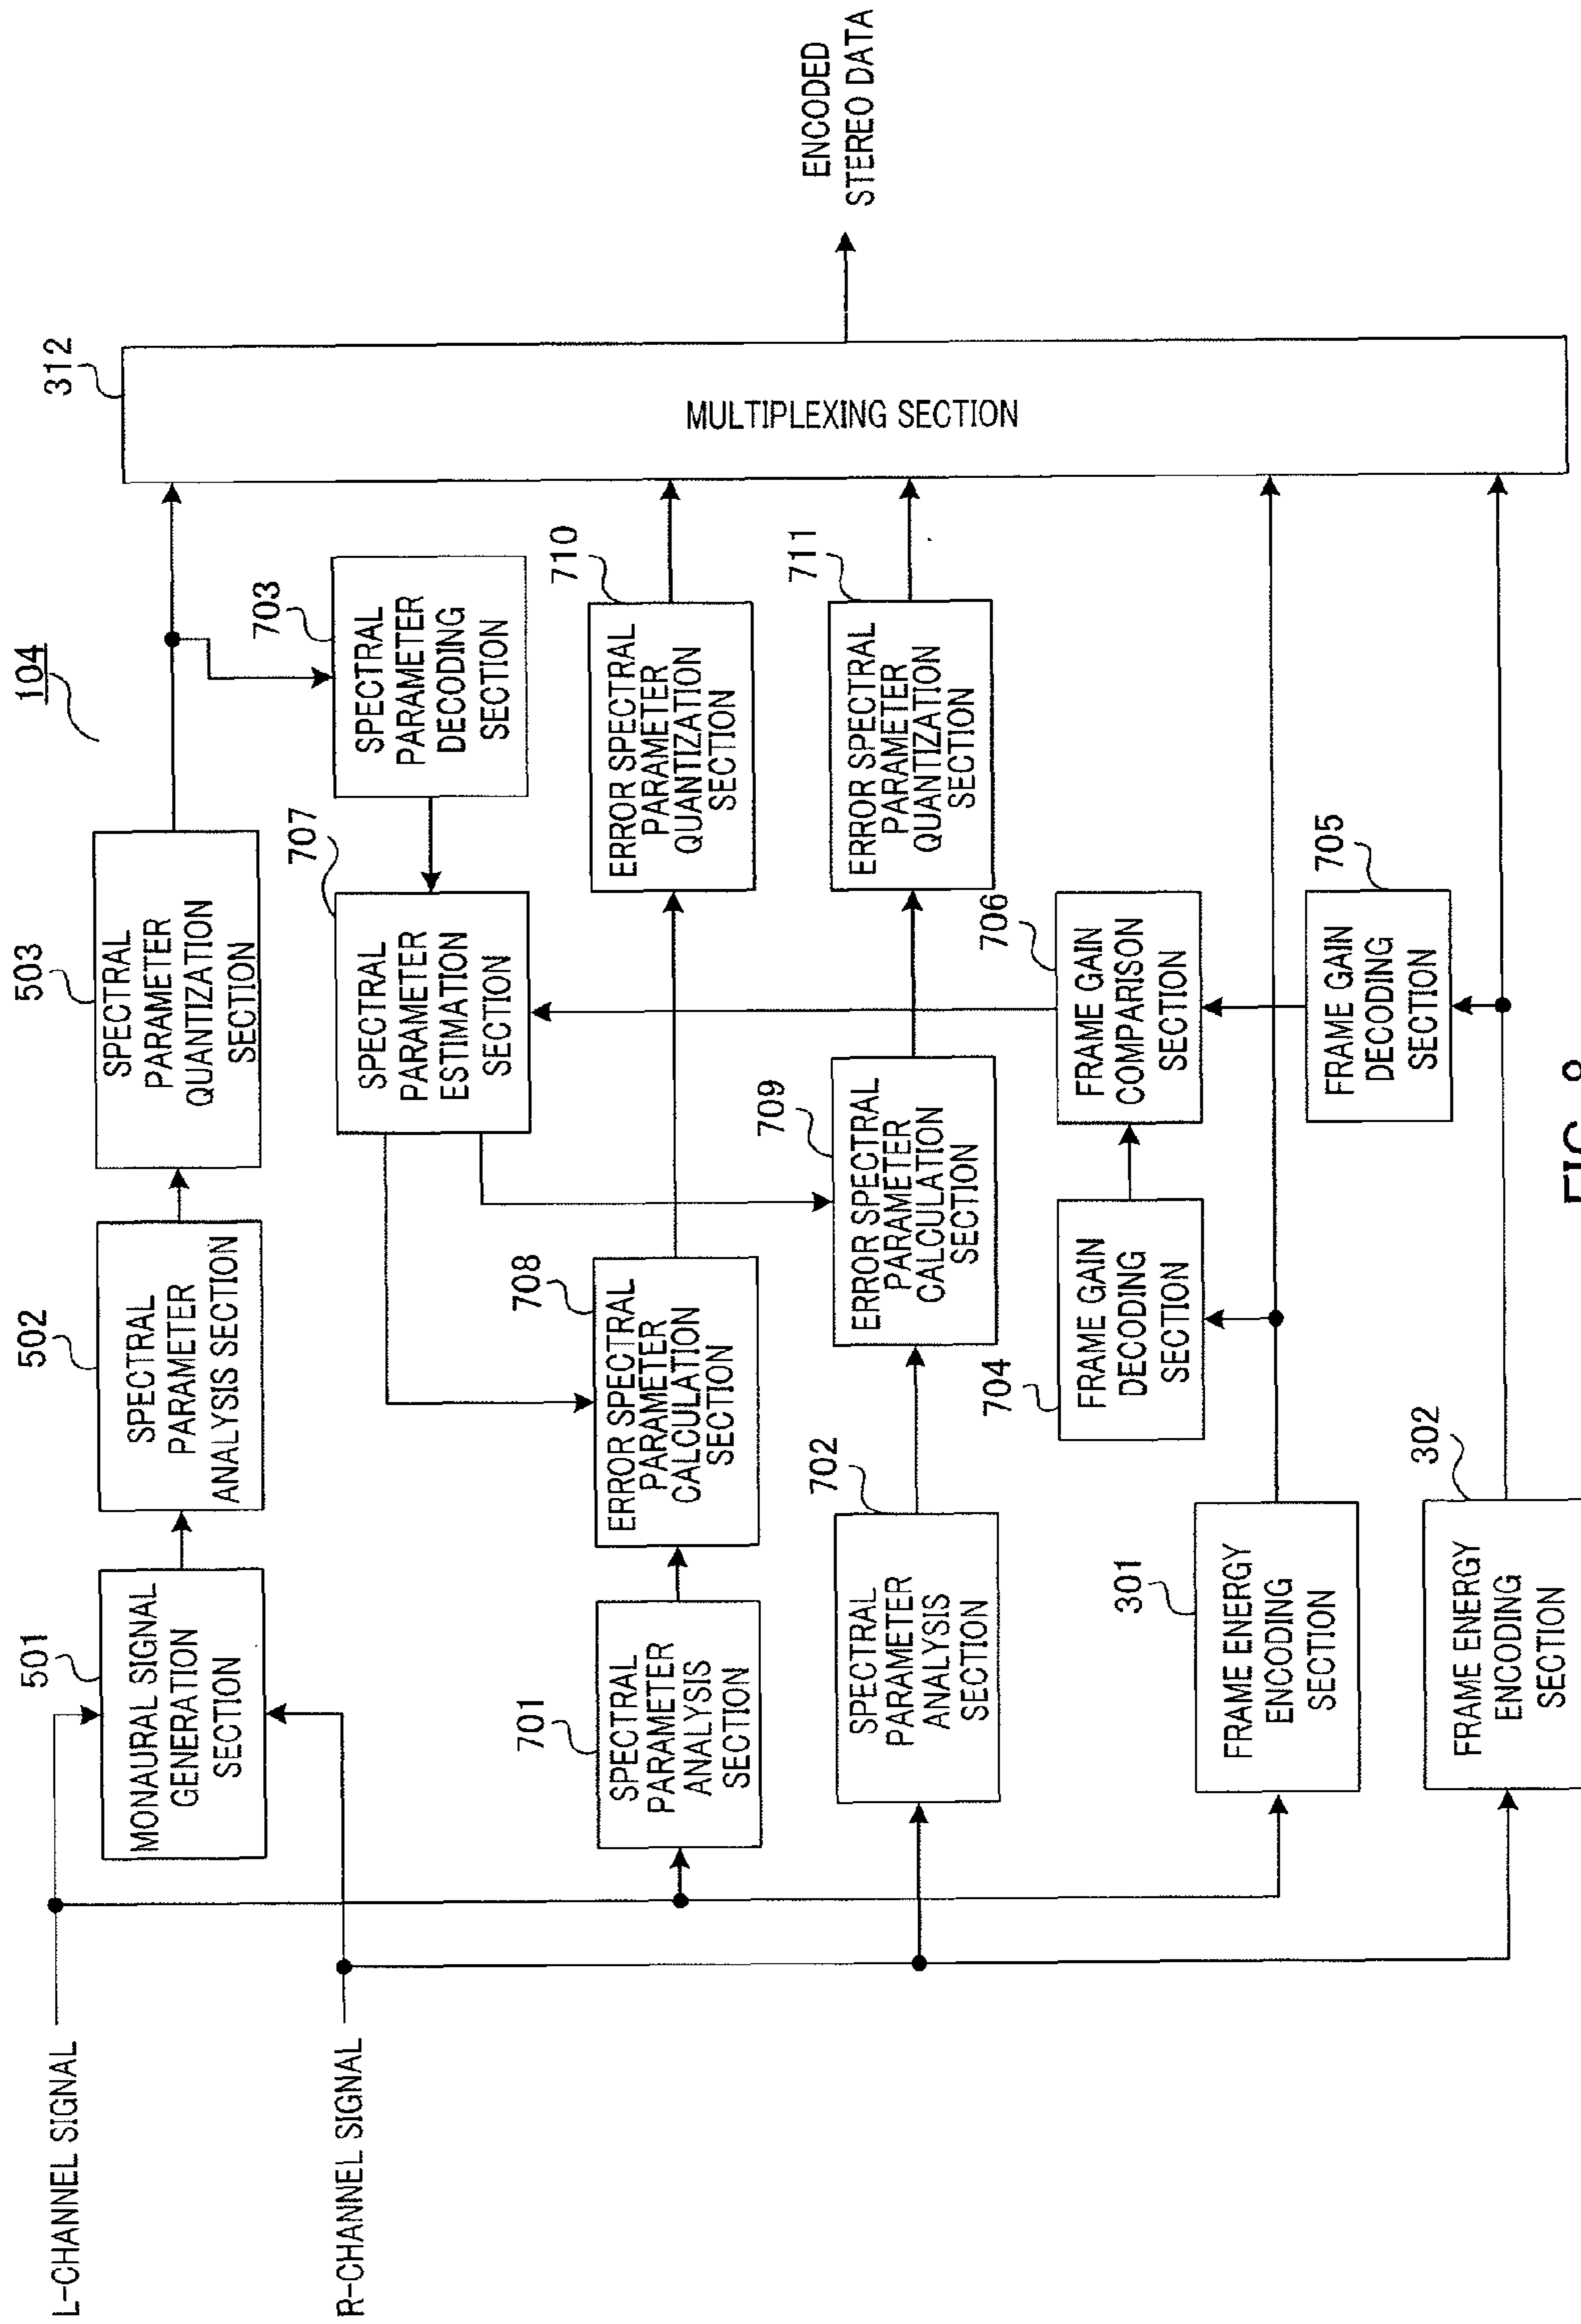 104
L-CHANNEL SIGNAL
R-CHANNEL SIGNAL
501
MONAURAL SIGNAL
GENERATION
SECTION
502
SPECTRAL
PARAMETER
ANALYSIS SECTION
503
SPECTRAL
PARAMETER
QUANTIZATION
SECTION
703
SPECTRAL
PARAMETER
DECODING
SECTION
707
SPECTRAL
PARAMETER
ESTIMATION
SECTION
701
SPECTRAL
PARAMETER
ANALYSIS
SECTION
708
ERROR SPECTRAL
PARAMETER
CALCULATION
SECTION
710
ERROR SPECTRAL
PARAMETER
QUANTIZATION
SECTION
702
SPECTRAL
PARAMETER
ANALYSIS
SECTION
709
ERROR SPECTRAL
PARAMETER
CALCULATION
SECTION
711
ERROR SPECTRAL
PARAMETER
QUANTIZATION
SECTION
704
FRAME GAIN
DECODING
SECTION
706
FRAME GAIN
COMPARISON
SECTION
705
FRAME GAIN
DECODING
SECTION
301
FRAME ENERGY
ENCODING
SECTION
302
FRAME ENERGY
ENCODING
SECTION
312
MULTIPLEXING SECTION
ENCODED
STEREO DATA